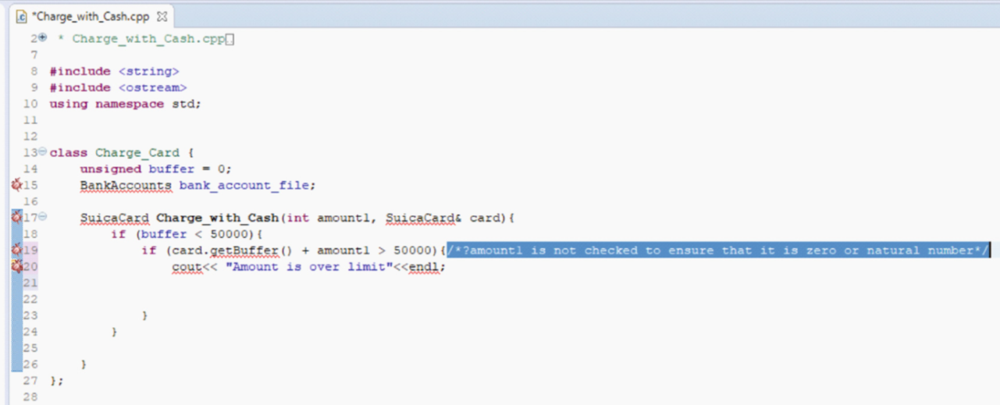 *Charge_with_Cash.cpp
2 * Charge_with_Cash.cpp
7
8 #include <string>
9 #include <ostream>
10 using namespace std;
11
12
13 class Charge_Card {
14 unsigned buffer = 0;
15 BankAccounts bank_account_file;
16
17 SuicaCard Charge_with_Cash(int amount1, SuicaCard& card){
18 if (buffer < 50000){
19 if (card.getBuffer() + amount1 > 50000){/*?amount1 is not checked to ensure that it is zero or natural number*/
20 cout<< "Amount is over limit"<<endl;
21
22
23 }
24 }
25
26 }
27 };
28